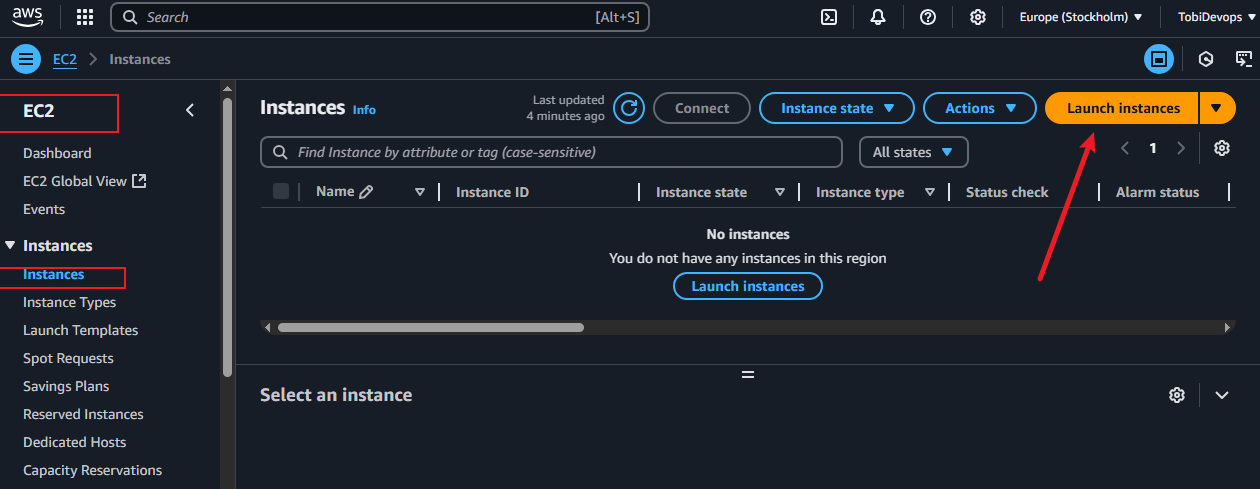 aws
Search [Alt+S]
Europe (Stockholm)
TobiDevops
EC2 Instances
EC2
Dashboard
EC2 Global View
Events
Instances
Instances
Instance Types
Launch Templates
Spot Requests
Savings Plans
Reserved Instances
Dedicated Hosts
Capacity Reservations
Instances Info
Last updated
4 minutes ago
Connect
Instance state
Actions
Launch instances
Find Instance by attribute or tag (case-sensitive)
All states
1
Name Instance ID Instance state Instance type Status check Alarm status
No instances
You do not have any instances in this region
Launch instances
Select an instance